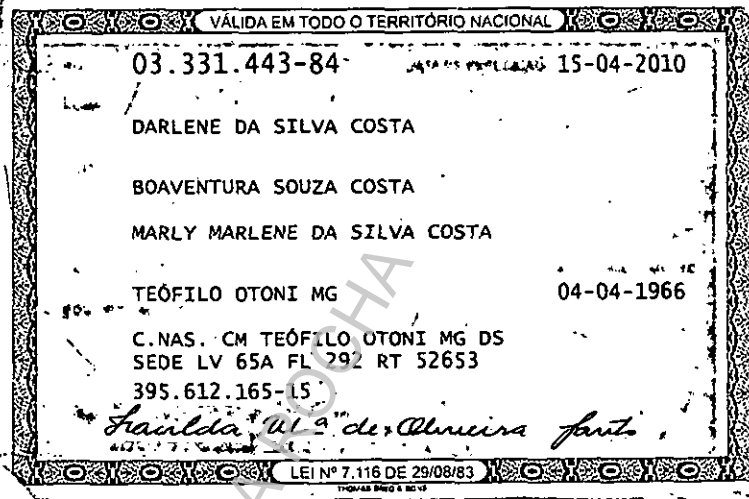 VÁLIDA EM TODO O TERRITÓRIO NACIONAL
03.331.443-84 15-04-2010
DARLENE DA SILVA COSTA
BOAVENTURA SOUZA COSTA
MARLY MARLENE DA SILVA COSTA
TEÓFILO OTONI MG 04-04-1966
C.NAS. CM TEÓFILO OTONI MG DS
SEDE LV 65A FL 292 RT 52653
395.612.165-15
de Oliveira
LEI Nº 7.116 DE 29/08/83
AROCHA